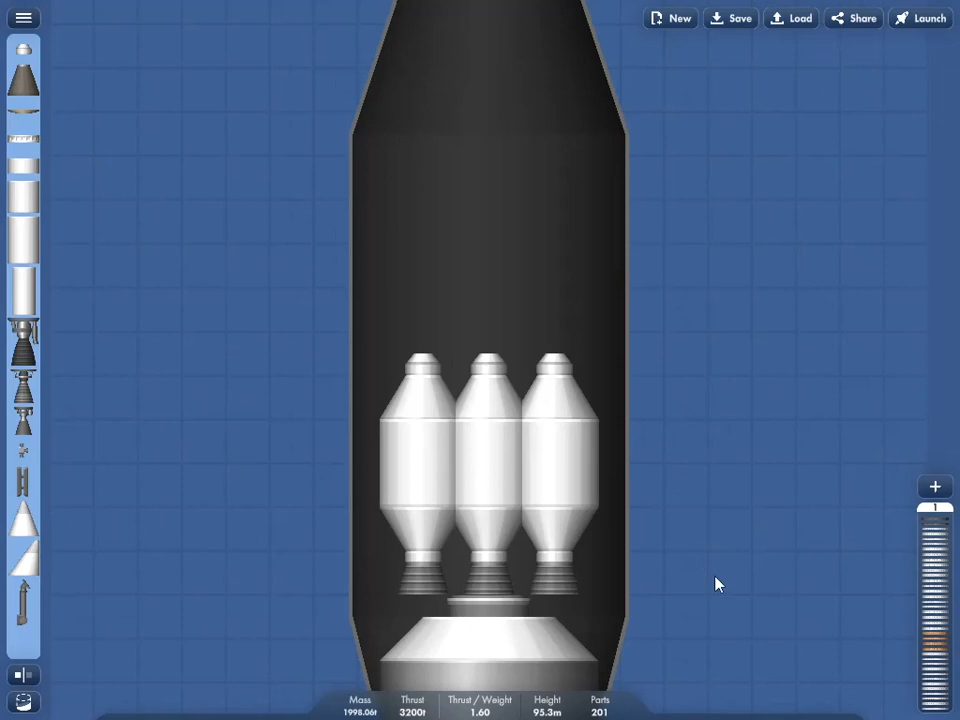 New Save Load Share Launch
1
Mass Thrust Thrust / Weight Height Parts
1998.06t 3200t 1.60 95.3m 201